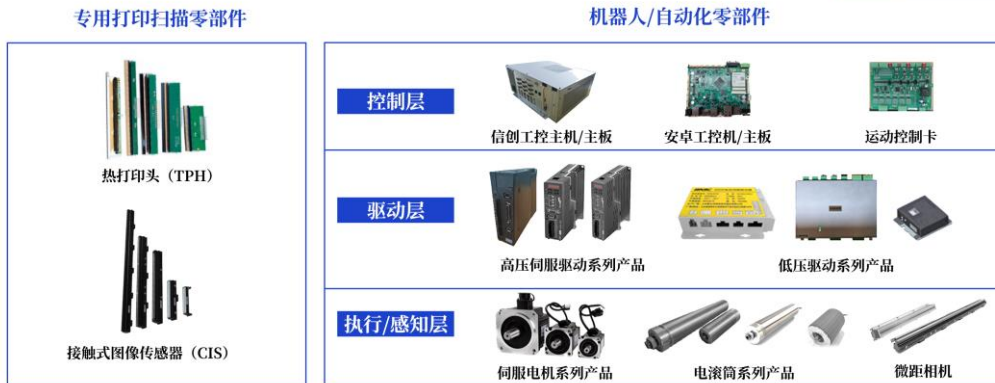 专用打印扫描零部件
热打印头（TPH）
接触式图像传感器（CIS）
机器人/自动化零部件
控制层
信创工控主机/主板
安卓工控机/主板
运动控制卡
驱动层
高压伺服驱动系列产品
低压驱动系列产品
执行/感知层
伺服电机系列产品
电滚筒系列产品
微距相机